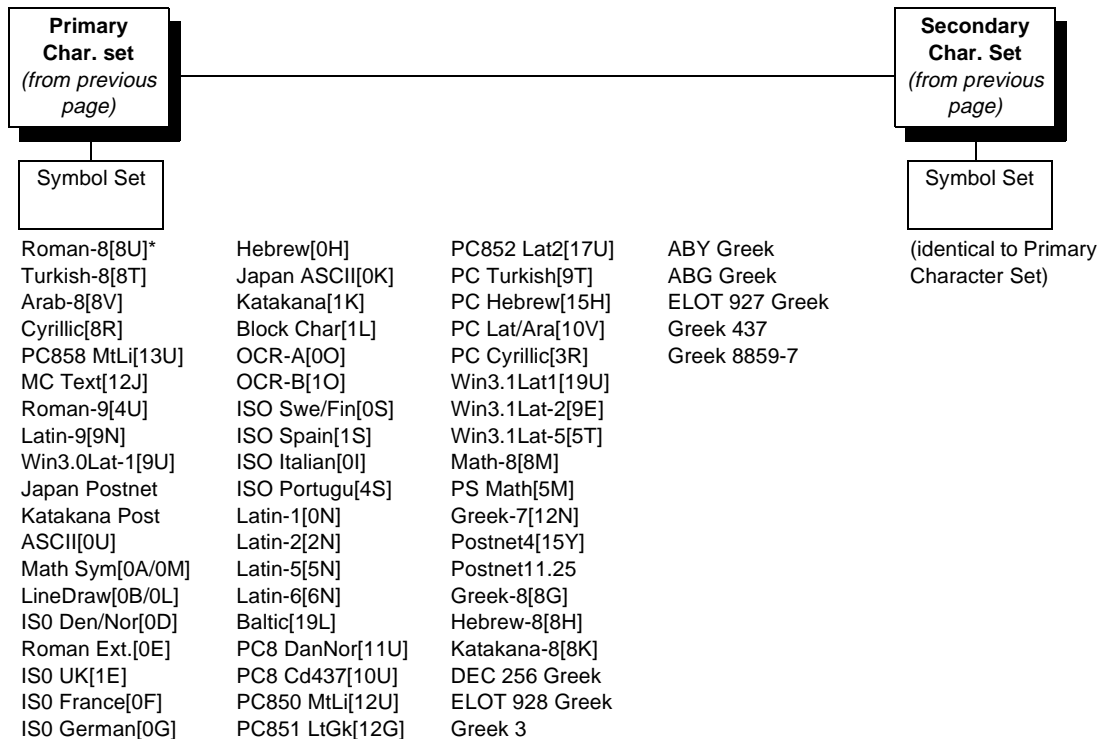 Primary
Char. set
(from previous
page)
Secondary
Char. Set
(from previous
page)
Symbol Set
Symbol Set
Roman-8[8U]*
Turkish-8[8T]
Arab-8[8V]
Cyrillic[8R]
PC858 MtLi[13U]
MC Text[12J]
Roman-9[4U]
Latin-9[9N]
Win3.0Lat-1[9U]
Japan Postnet
Katakana Post
ASCII[0U]
Math Sym[0A/0M]
LineDraw[0B/0L]
IS0 Den/Nor[0D]
Roman Ext.[0E]
IS0 UK[1E]
IS0 France[0F]
IS0 German[0G]
Hebrew[0H]
Japan ASCII[0K]
Katakana[1K]
Block Char[1L]
OCR-A[0O]
OCR-B[1O]
ISO Swe/Fin[0S]
ISO Spain[1S]
ISO Italian[0I]
ISO Portugu[4S]
Latin-1[0N]
Latin-2[2N]
Latin-5[5N]
Latin-6[6N]
Baltic[19L]
PC8 DanNor[11U]
PC8 Cd437[10U]
PC850 MtLi[12U]
PC851 LtGk[12G]
PC852 Lat2[17U]
PC Turkish[9T]
PC Hebrew[15H]
PC Lat/Ara[10V]
PC Cyrillic[3R]
Win3.1Lat1[19U]
Win3.1Lat-2[9E]
Win3.1Lat-5[5T]
Math-8[8M]
PS Math[5M]
Greek-7[12N]
Postnet4[15Y]
Postnet11.25
Greek-8[8G]
Hebrew-8[8H]
Katakana-8[8K]
DEC 256 Greek
ELOT 928 Greek
Greek 3
ABY Greek
ABG Greek
ELOT 927 Greek
Greek 437
Greek 8859-7
(identical to Primary
Character Set)